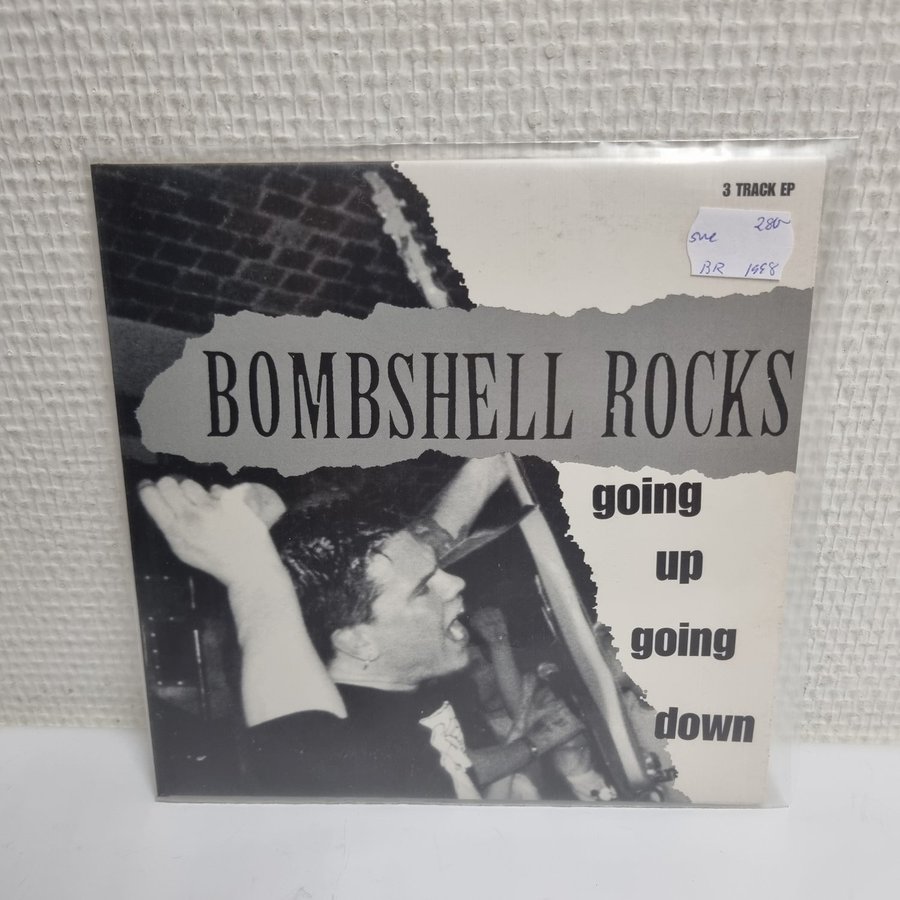 3 TRACK EP
sve 280-
BR 1998
BOMBSHELL ROCKS
going
up
going
down